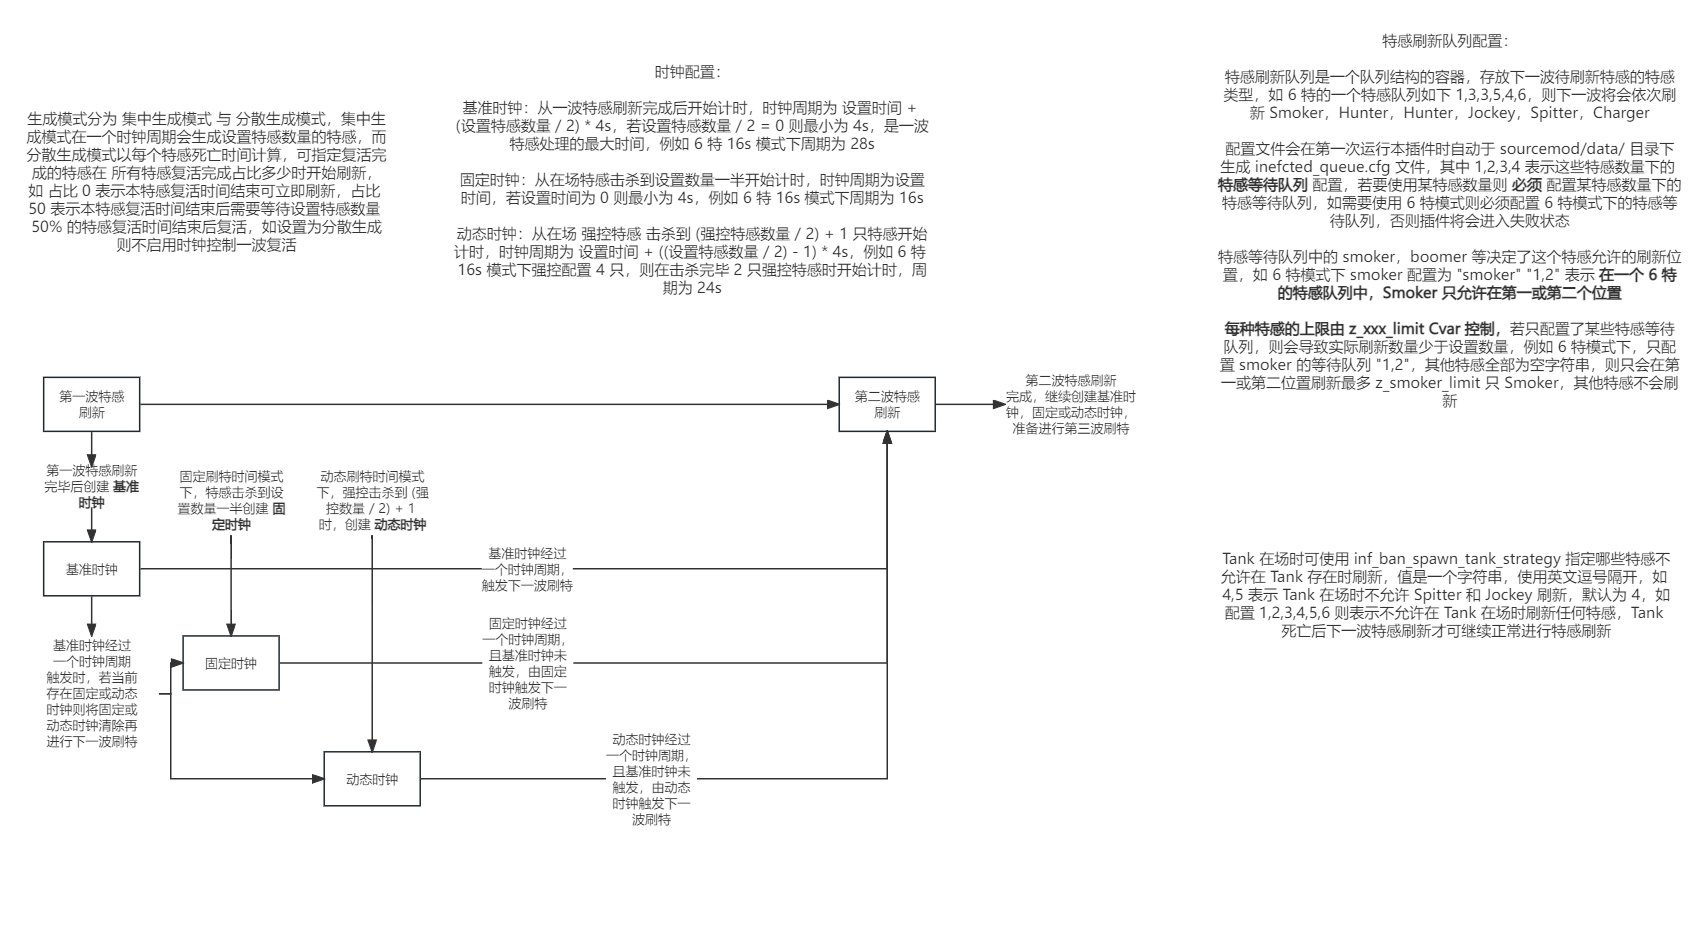 生成模式分为 集中生成模式 与 分散生成模式，集中生
成模式在一个时钟周期会生成设置特感数量的特感，而
分散生成模式以每个特感死亡时间计算，可指定复活完
成的特感在 所有特感复活完成占比多少时开始刷新，
如 占比 0 表示本特感复活时间结束可立即刷新，占比
50 表示本特感复活时间结束后需要等待设置特感数量
50% 的特感复活时间结束后复活，如设置为分散生成
则不启用时钟控制一波复活
时钟配置：
基准时钟：从一波特感刷新完成后开始计时，时钟周期为 设置时间 +
(设置特感数量 / 2) * 4s，若设置特感数量 / 2 = 0 则最小为 4s，是一波
特感处理的最大时间，例如 6 特 16s 模式下周期为 28s
固定时钟：从在场特感击杀到设置数量一半开始计时，时钟周期为设置
时间，若设置时间为 0 则最小为 4s，例如 6 特 16s 模式下周期为 16s
动态时钟：从在场 强控特感 击杀到 (强控特感数量 / 2) + 1 只特感开始
计时，时钟周期为 设置时间 + ((设置特感数量 / 2) - 1) * 4s，例如 6 特
16s 模式下强控配置 4 只，则在击杀完毕 2 只强控特感时开始计时，周
期为 24s
特感刷新队列配置：
特感刷新队列是一个队列结构的容器，存放下一波待刷新特感的特感
类型，如 6 特的一个特感队列如下 1,3,3,5,4,6，则下一波将会依次刷
新 Smoker，Hunter，Hunter，Jockey，Spitter，Charger
配置文件会在第一次运行本插件时自动于 sourcemod/data/ 目录下
生成 inefcted_queue.cfg 文件，其中 1,2,3,4 表示这些特感数量下的
特感等待队列 配置，若要使用某特感数量则 必须 配置某特感数量下的
特感等待队列，如需要使用 6 特模式则必须配置 6 特模式下的特感等
待队列，否则插件将会进入失败状态
特感等待队列中的 smoker，boomer 等决定了这个特感允许的刷新位
置，如 6 特模式下 smoker 配置为 "smoker" "1,2" 表示 在一个 6 特
的特感队列中，Smoker 只允许在第一或第二个位置
每种特感的上限由 z_xxx_limit Cvar 控制，若只配置了某些特感等待
队列，则会导致实际刷新数量少于设置数量，例如 6 特模式下，只配
置 smoker 的等待队列 "1,2"，其他特感全部为空字符串，则只会在第
一或第二位置刷新最多 z_smoker_limit 只 Smoker，其他特感不会刷
新
第一波特感
刷新
第二波特感
刷新
第二波特感刷新
完成，继续创建基准时
钟，固定或动态时钟，
准备进行第三波刷特
第一波特感刷新
完毕后创建 基准
时钟
固定刷特时间模式
下，特感击杀到设
置数量一半创建 固
定时钟
动态刷特时间模式
下，强控击杀到 (强
控数量 / 2) + 1
时，创建 动态时钟
基准时钟
基准时钟经过
一个时钟周期，
触发下一波刷特
基准时钟经过
一个时钟周期
触发时，若当前
存在固定或动态
时钟则将固定或
动态时钟清除再
进行下一波刷特
固定时钟
固定时钟经过
一个时钟周期，
且基准时钟未
触发，由固定
时钟触发下一
波刷特
动态时钟
动态时钟经过
一个时钟周期，
且基准时钟未
触发，由动态
时钟触发下一
波刷特
Tank 在场时可使用 inf_ban_spawn_tank_strategy 指定哪些特感不
允许在 Tank 存在时刷新，值是一个字符串，使用英文逗号隔开，如
4,5 表示 Tank 在场时不允许 Spitter 和 Jockey 刷新，默认为 4，如
配置 1,2,3,4,5,6 则表示不允许在 Tank 在场时刷新任何特感，Tank
死亡后下一波特感刷新才可继续正常进行特感刷新